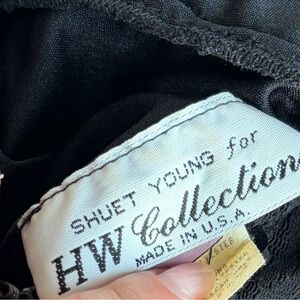 SHUET YOUNG for
HW Collection
MADE IN U.S.A.